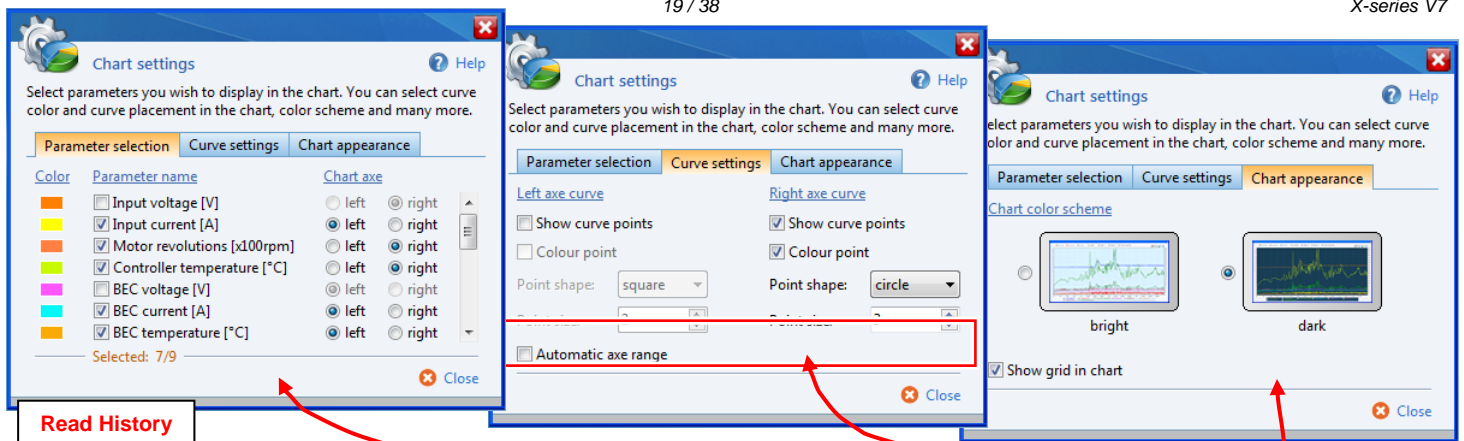 19 / 38
X-series V7
Chart settings
Help
Select parameters you wish to display in the chart. You can select curve
color and curve placement in the chart, color scheme and many more.
Parameter selection Curve settings Chart appearance
Color Parameter name Chart axe
Input voltage [V] left right
Input current [A] left right
Motor revolutions [x100rpm] left right
Controller temperature [°C] left right
BEC voltage [V] left right
BEC current [A] left right
BEC temperature [°C] left right
Selected: 7/9
Close
Read History
Chart settings
Help
Select parameters you wish to display in the chart. You can select curve
color and curve placement in the chart, color scheme and many more.
Parameter selection Curve settings Chart appearance
Left axe curve Right axe curve
Show curve points Show curve points
Colour point Colour point
Point shape: square Point shape: circle
Automatic axe range
Close
Chart settings
Help
elect parameters you wish to display in the chart. You can select curve
olor and curve placement in the chart, color scheme and many more.
Parameter selection Curve settings Chart appearance
Chart color scheme
bright dark
Show grid in chart
Close